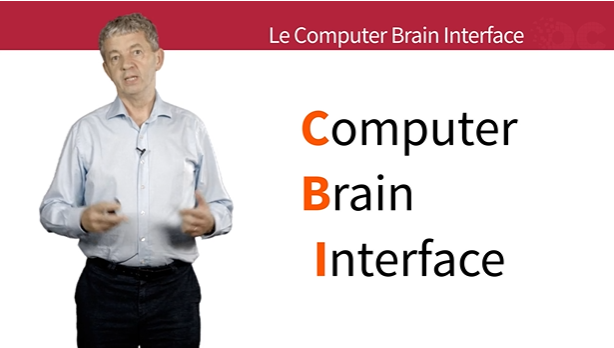 Le Computer Brain Interface
Computer
Brain
Interface